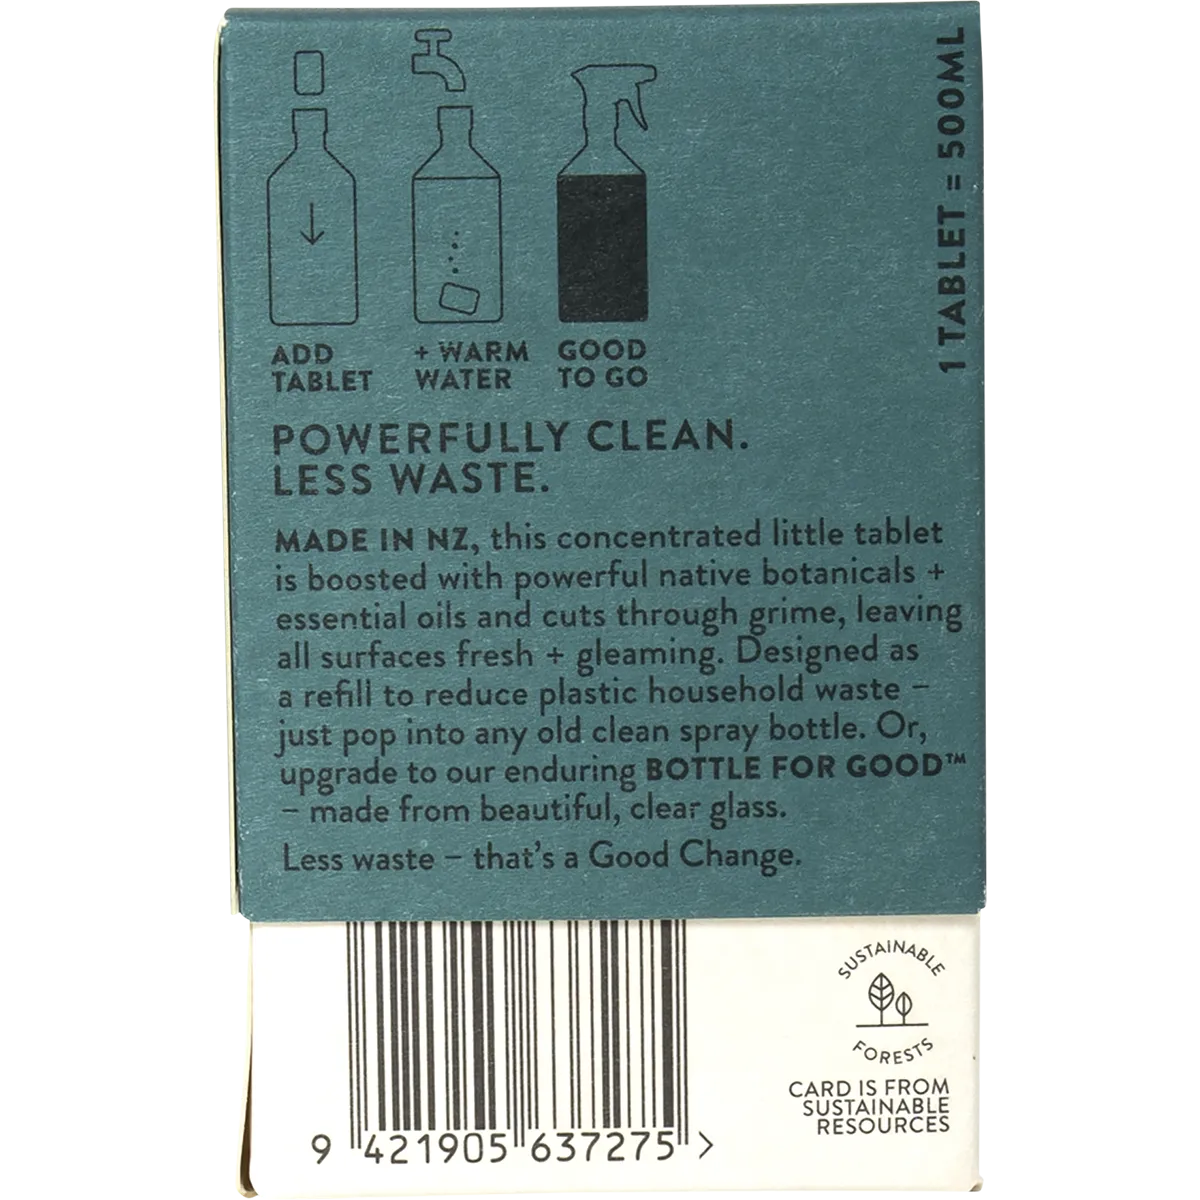 1 TABLET = 500ML
ADD
TABLET
+ WARM
WATER
GOOD
TO GO
POWERFULLY CLEAN.
LESS WASTE.
MADE IN NZ, this concentrated little tablet
is boosted with powerful native botanicals +
essential oils and cuts through grime, leaving
all surfaces fresh + gleaming. Designed as
a refill to reduce plastic household waste –
just pop into any old clean spray bottle. Or,
upgrade to our enduring BOTTLE FOR GOOD™
– made from beautiful, clear glass.
Less waste – that's a Good Change.
SUSTAINABLE
FORESTS
CARD IS FROM
SUSTAINABLE
RESOURCES
9 421905 637275 >